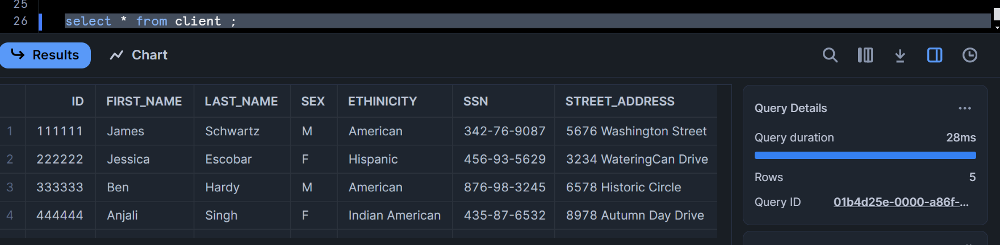 25
26 select * from client ;
Results Chart
ID FIRST_NAME LAST_NAME SEX ETHINICITY SSN STREET_ADDRESS
1 111111 James Schwartz M American 342-76-9087 5676 Washington Street
2 222222 Jessica Escobar F Hispanic 456-93-5629 3234 WateringCan Drive
3 333333 Ben Hardy M American 876-98-3245 6578 Historic Circle
4 444444 Anjali Singh F Indian American 435-87-6532 8978 Autumn Day Drive
Query Details ...
Query duration 28ms
Rows 5
Query ID 01b4d25e-0000-a86f-...